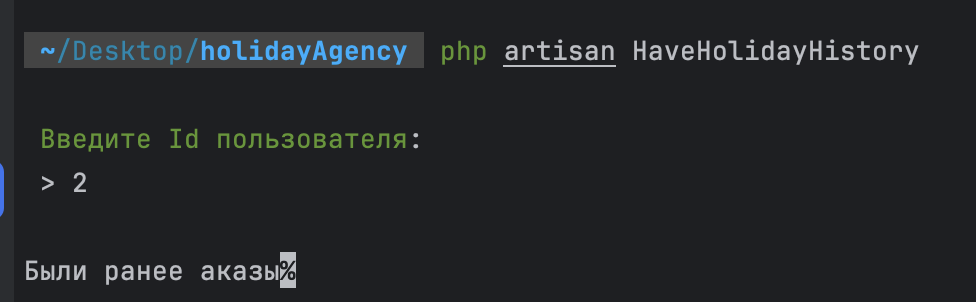 ~/Desktop/holidayAgency php artisan HaveHolidayHistory
Введите Id пользователя:
> 2
Были ранее аказы%